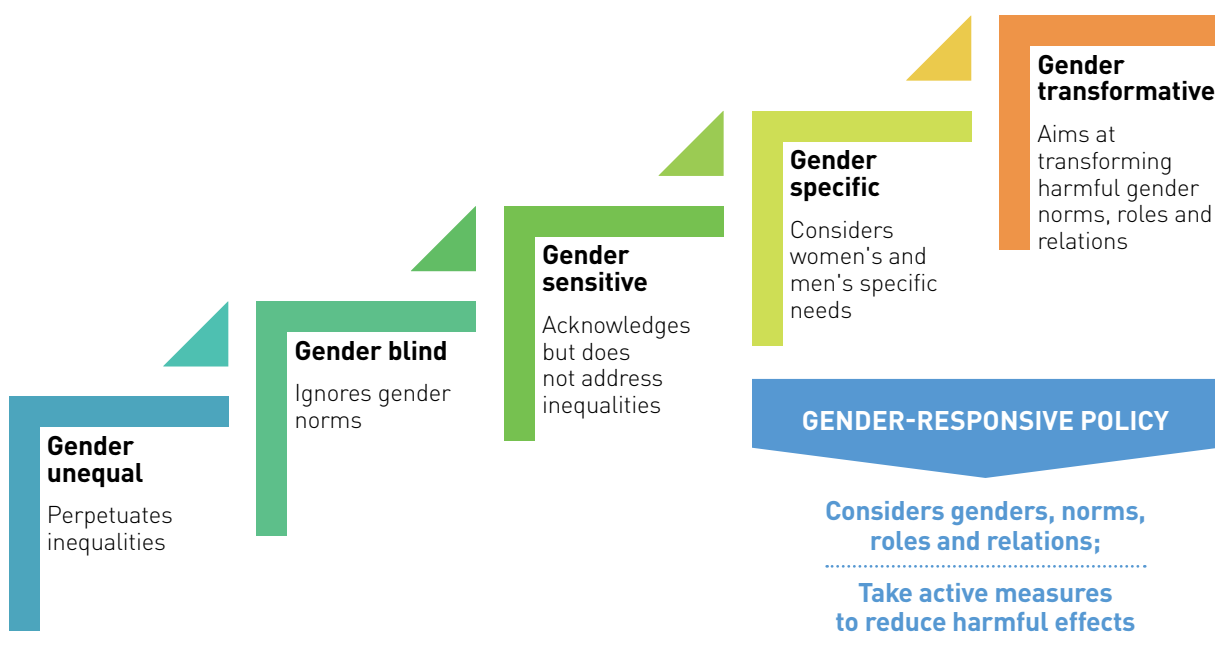 Gender
unequal
Perpetuates
inequalities
Gender blind
Ignores gender
norms
Gender
sensitive
Acknowledges
but does
not address
inequalities
Gender
specific
Considers
women's and
men's specific
needs
Gender
transformative
Aims at
transforming
harmful gender
norms, roles and
relations
GENDER-RESPONSIVE POLICY
Considers genders, norms,
roles and relations;
Take active measures
to reduce harmful effects